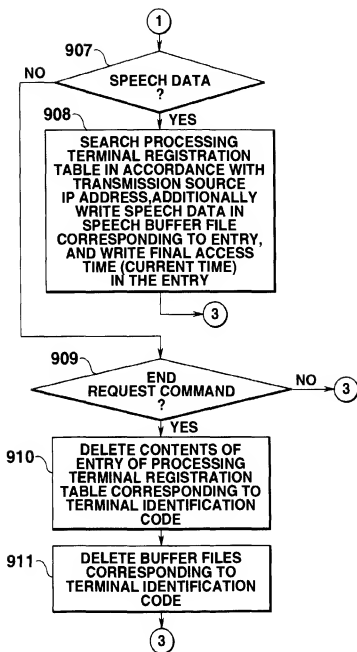 1
907
NO
SPEECH DATA
?
YES
908
SEARCH PROCESSING
TERMINAL REGISTRATION
TABLE IN ACCORDANCE WITH
TRANSMISSION SOURCE
IP ADDRESS,ADDITIONALLY
WRITE SPEECH DATA IN
SPEECH BUFFER FILE
CORRESPONDING TO ENTRY,
AND WRITE FINAL ACCESS
TIME (CURRENT TIME)
IN THE ENTRY
3
909
END
REQUEST COMMAND
?
NO
3
YES
910
DELETE CONTENTS OF
ENTRY OF PROCESSING
TERMINAL REGISTRATION
TABLE CORRESPONDING TO
TERMINAL IDENTIFICATION
CODE
911
DELETE BUFFER FILES
CORRESPONDING TO
TERMINAL IDENTIFICATION
CODE
3